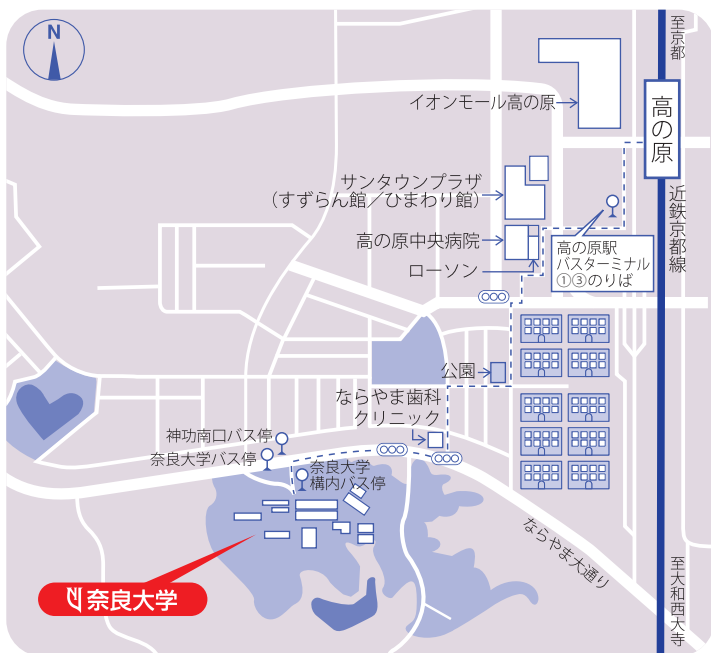 N
至京都
イオンモール高の原
高の原
サンタウンプラザ
(すずらん館／ひまわり館)
近鉄京都線
高の原中央病院
ローソン
高の原駅
バスターミナル
①③のりば
公園
ならやま歯科
クリニック
神功南口バス停
奈良大学バス停
奈良大学
構内バス停
ならやま大通り
奈良大学
至大和西大寺